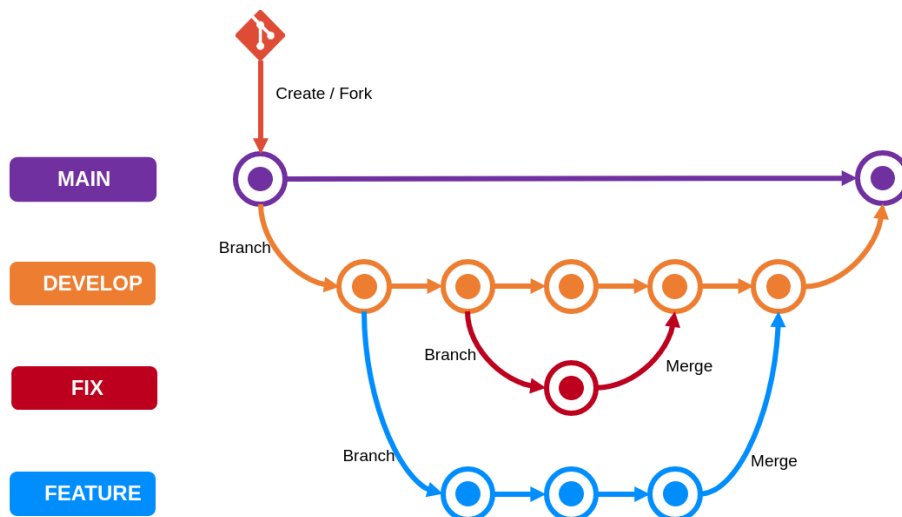 Create / Fork
MAIN
Branch
DEVELOP
Branch
Merge
FIX
Branch
Merge
FEATURE